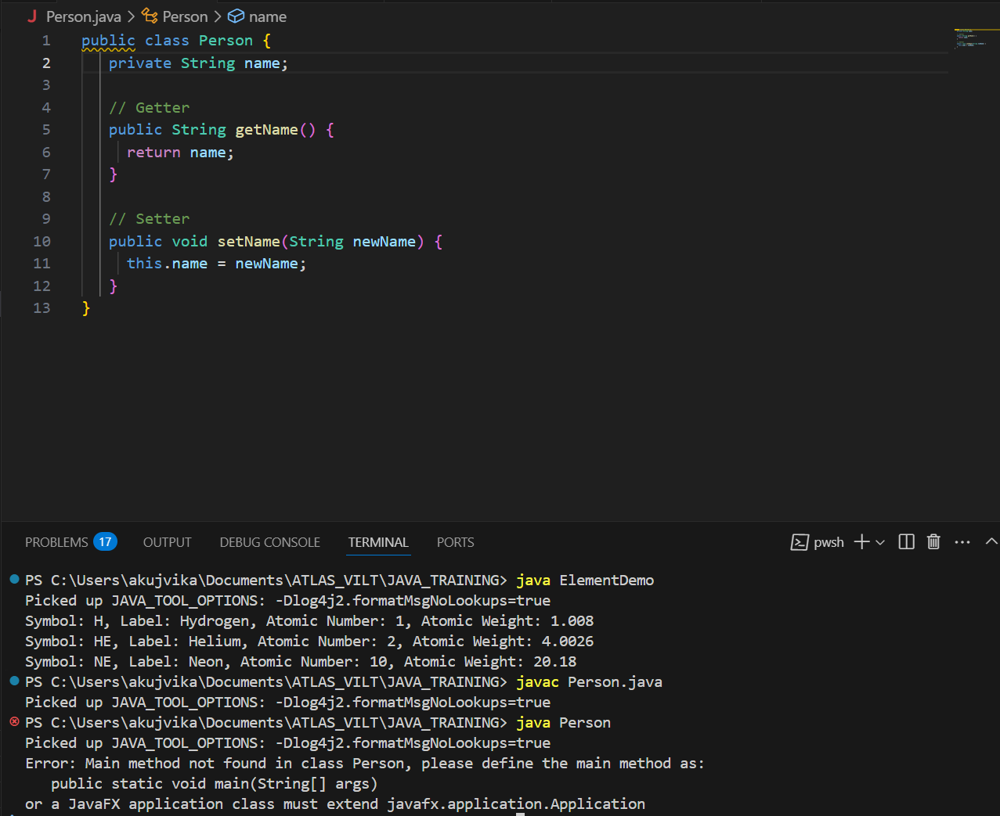 J Person.java > Person > name
1 public class Person {
2 private String name;
3
4 // Getter
5 public String getName() {
6 return name;
7 }
8
9 // Setter
10 public void setName(String newName) {
11 this.name = newName;
12 }
13 }
PROBLEMS 17 OUTPUT DEBUG CONSOLE TERMINAL PORTS pwsh
PS C:\Users\akujvika\Documents\ATLAS_VILT\JAVA_TRAINING> java ElementDemo
Picked up JAVA_TOOL_OPTIONS: -Dlog4j2.formatMsgNoLookups=true
Symbol: H, Label: Hydrogen, Atomic Number: 1, Atomic Weight: 1.008
Symbol: HE, Label: Helium, Atomic Number: 2, Atomic Weight: 4.0026
Symbol: NE, Label: Neon, Atomic Number: 10, Atomic Weight: 20.18
PS C:\Users\akujvika\Documents\ATLAS_VILT\JAVA_TRAINING> javac Person.java
Picked up JAVA_TOOL_OPTIONS: -Dlog4j2.formatMsgNoLookups=true
PS C:\Users\akujvika\Documents\ATLAS_VILT\JAVA_TRAINING> java Person
Picked up JAVA_TOOL_OPTIONS: -Dlog4j2.formatMsgNoLookups=true
Error: Main method not found in class Person, please define the main method as:
public static void main(String[] args)
or a JavaFX application class must extend javafx.application.Application